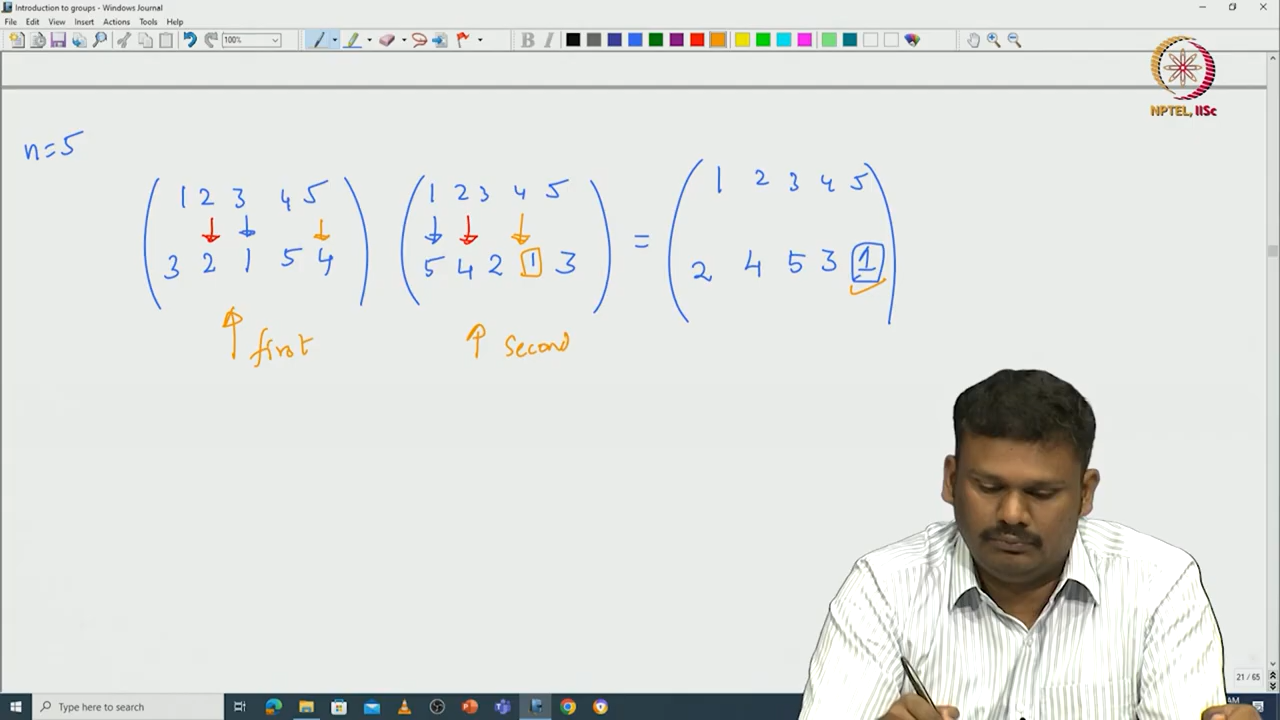 Introduction to groups - Windows Journal
File Edit View Insert Actions Tools Help
100%
B I
NPTEL, IISc
n=5
( 1 2 3 4 5 ) ( 1 2 3 4 5 ) = ( 1 2 3 4 5 )
3 2 1 5 4 5 4 2 1 3 2 4 5 3 1
first second
21 / 65
Type here to search